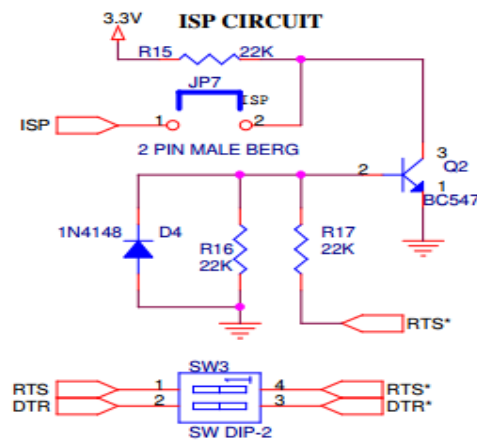 3.3V
ISP CIRCUIT
R15
22K
JP7
ISP
ISP
1
2
2 PIN MALE BERG
3
2
Q2
1
BC547
1N4148
D4
R16
22K
R17
22K
RTS*
SW3
RTS
1
4
RTS*
DTR
2
3
DTR*
1
SW DIP-2